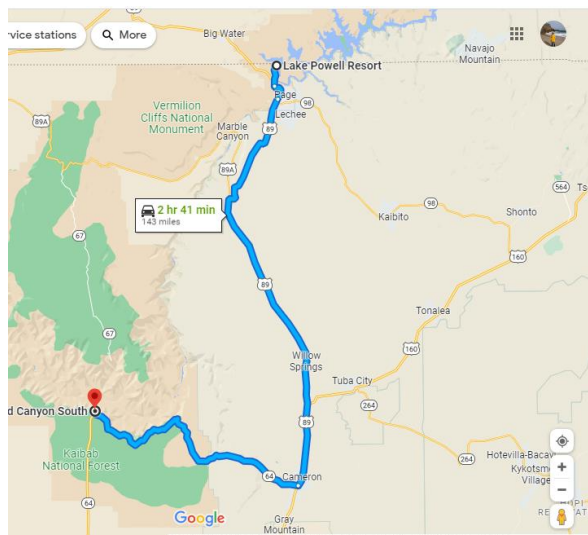 rvice stations
More
Big Water
Navajo
Mountain
Lake Powell Resort
Page
Lechee
98
Vermilion
Cliffs National
Monument
89A
Marble
Canyon
89
89A
2 hr 41 min
143 miles
Kaibito
98
Shonto
564
Ts
67
160
89
67
Tonalea
160
Willow
Springs
Tuba City
264
89
d Canyon South
Kaibab
National Forest
264
Hotevilla-Bacav
Kykotsm
Village
64
Cameron
64
Google
Gray
Mountain
OPI
RE